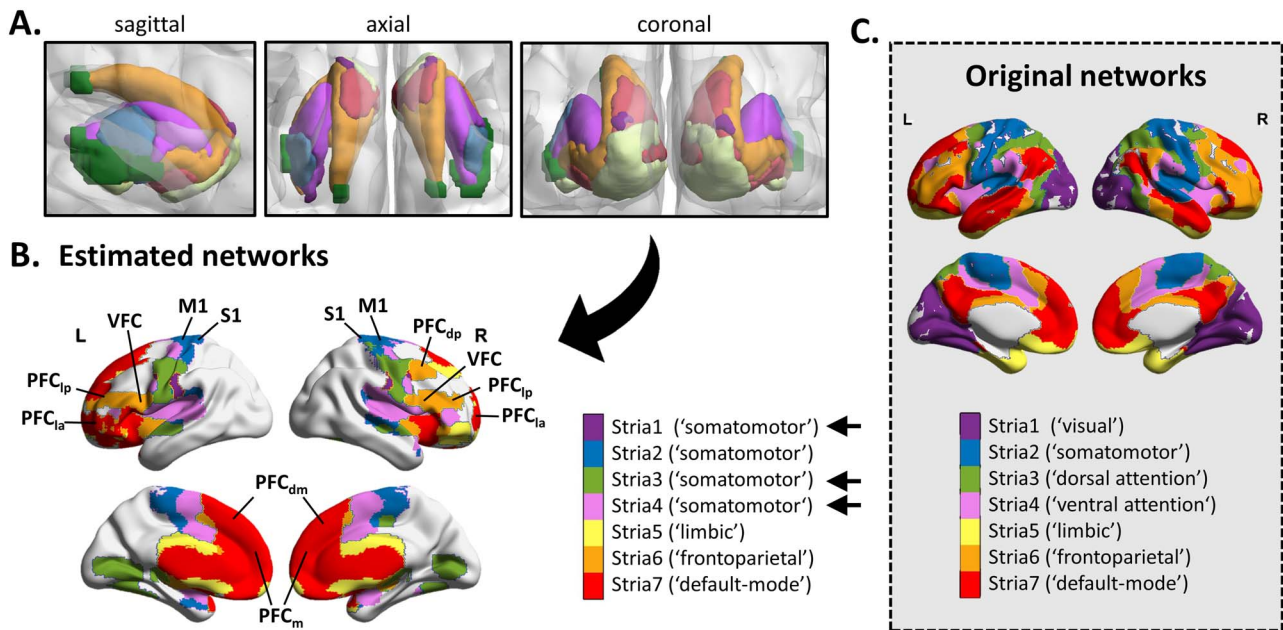 A.
sagittal
axial
coronal
B. Estimated networks
L
VFC
M1
S1
PFClp
PFCla
S1
M1
PFCdp
R
VFC
PFClp
PFCla
PFCdm
PFCm
Stria1 (‘somatomotor’)
Stria2 (‘somatomotor’)
Stria3 (‘somatomotor’)
Stria4 (‘somatomotor’)
Stria5 (‘limbic’)
Stria6 (‘frontoparietal’)
Stria7 (‘default-mode’)
C.
Original networks
L
R
Stria1 (‘visual’)
Stria2 (‘somatomotor’)
Stria3 (‘dorsal attention’)
Stria4 (‘ventral attention‘)
Stria5 (‘limbic’)
Stria6 (‘frontoparietal’)
Stria7 (‘default-mode’)